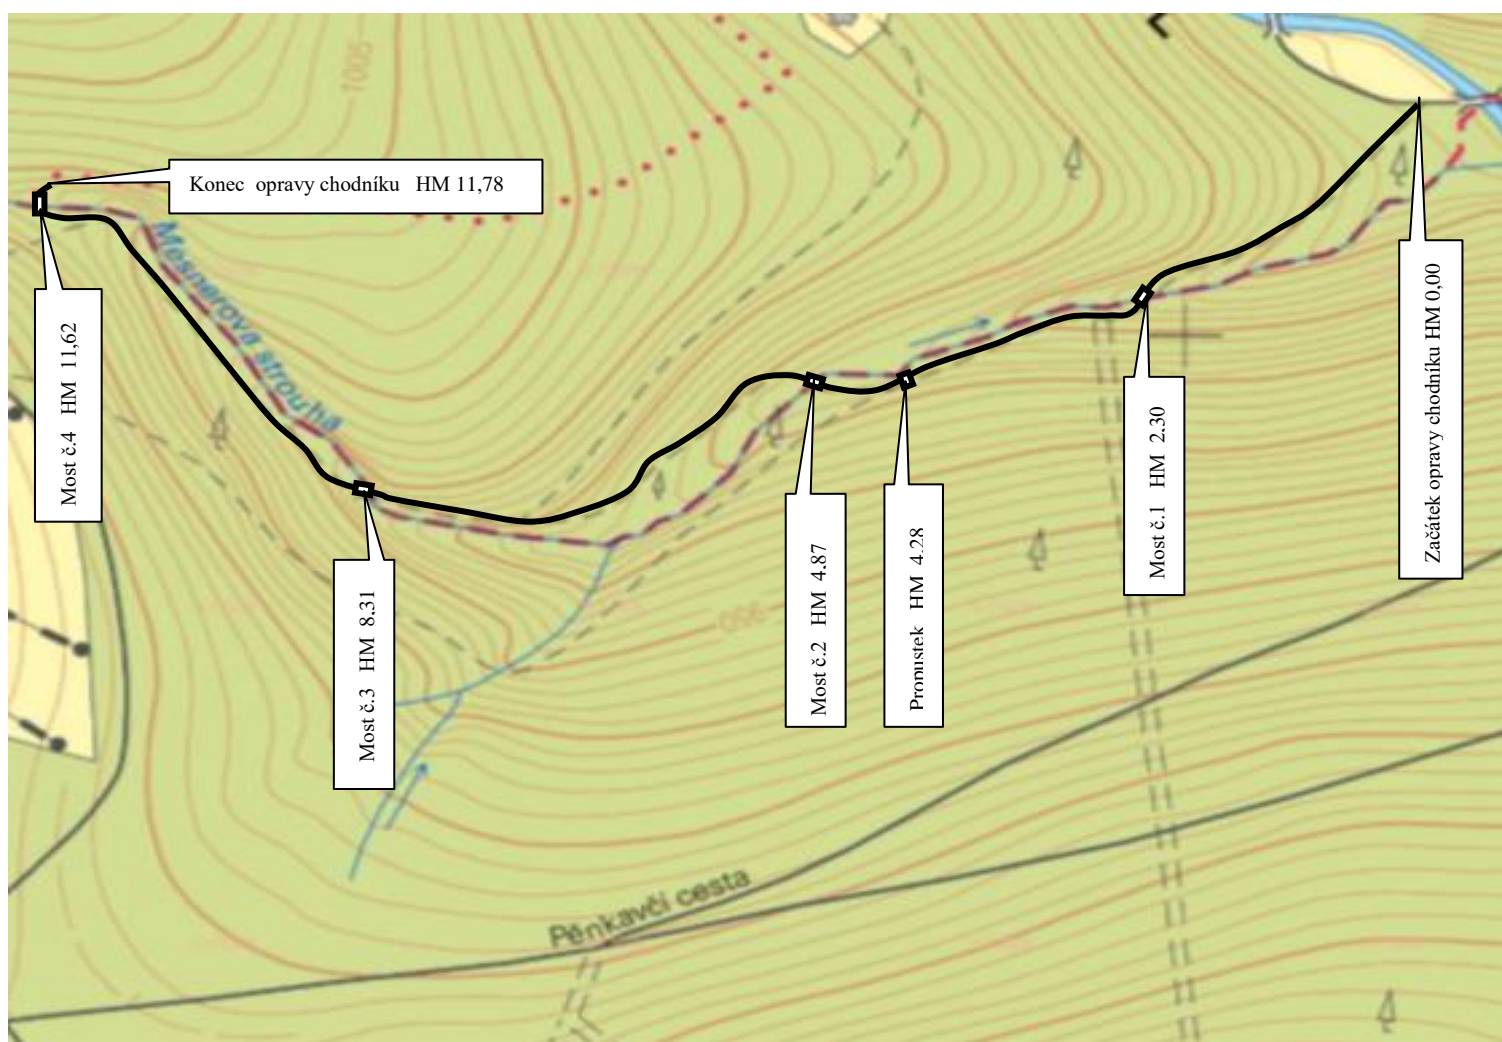 1005
Konec opravy chodníku HM 11,78
Mesnerova strouha
Most č.4 HM 11,62
Most č.3 HM 8.31
Most č.2 HM 4.87
Propustek HM 4.28
Most č.1 HM 2.30
Začátek opravy chodníku HM 0,00
950
Pěnkavčí cesta